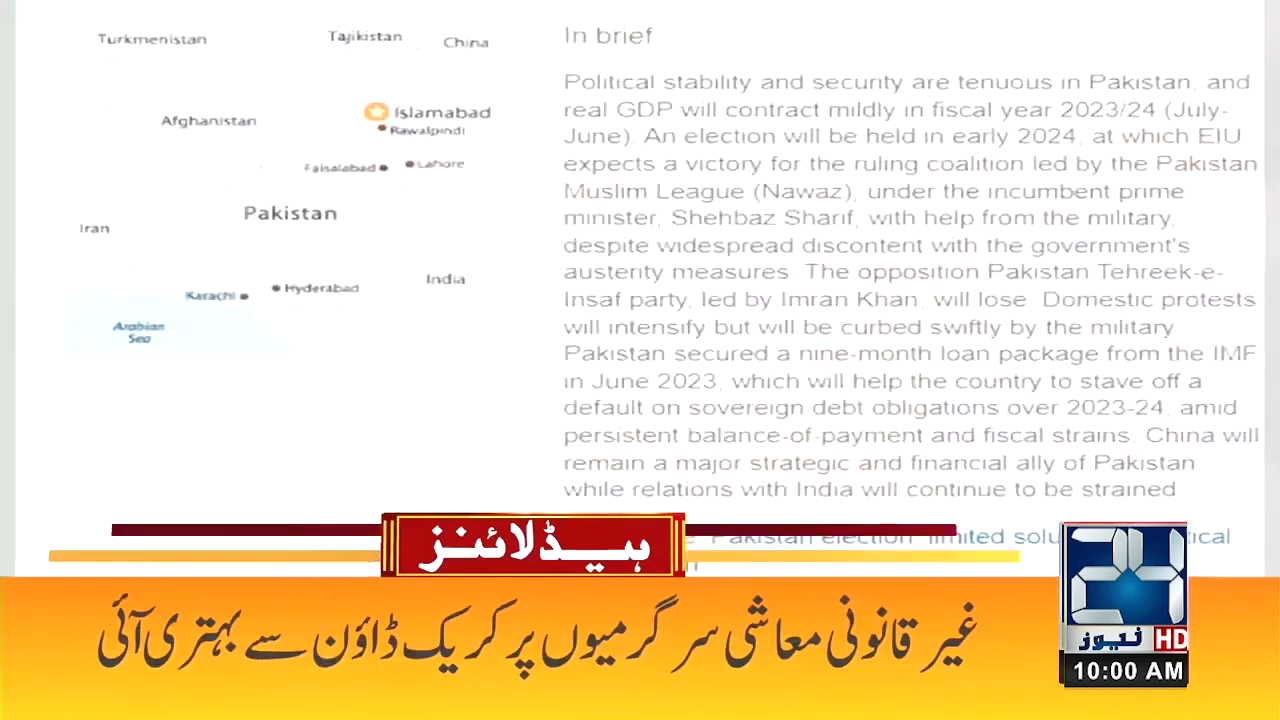 Turkmenistan
Tajikistan
China
Afghanistan
Islamabad
Rawalpindi
Faisalabad
Lahore
Pakistan
Iran
India
Karachi
Hyderabad
Arabian
Sea
In brief
Political stability and security are tenuous in Pakistan, and
real GDP will contract mildly in fiscal year 2023/24 (July-
June). An election will be held in early 2024, at which EIU
expects a victory for the ruling coalition led by the Pakistan
Muslim League (Nawaz), under the incumbent prime
minister, Shehbaz Sharif, with help from the military,
despite widespread discontent with the government's
austerity measures. The opposition Pakistan Tehreek-e-
Insaf party, led by Imran Khan, will lose. Domestic protests
will intensify but will be curbed swiftly by the military
Pakistan secured a nine-month loan package from the IMF
in June 2023, which will help the country to stave off a
default on sovereign debt obligations over 2023-24, amid
persistent balance-of-payment and fiscal strains. China will
remain a major strategic and financial ally of Pakistan
while relations with India will continue to be strained
Pakistan election limited
ہیڈلائنز
غیر قانونی معاشی سرگرمیوں پر کریک ڈاؤن سے بہتری آئی
24
نیوز HD
10:00 AM